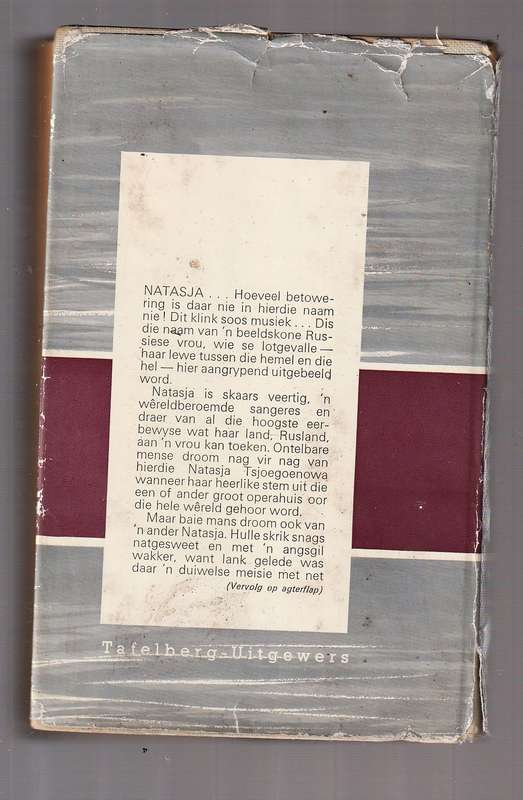 NATASJA . . . Hoeveel betowe-
ring is daar nie in hierdie naam
nie! Dit klink soos musiek . . . Dis
die naam van 'n beeldskone Rus-
siese vrou, wie se lotgevalle —
haar lewe tussen die hemel en die
hel — hier aangrypend uitgebeeld
word.
Natasja is skaars veertig, 'n
wêreldberoemde sangeres en
draer van al die hoogste eer-
bewyse wat haar land, Rusland,
aan 'n vrou kan toeken. Ontelbare
mense droom nag vir nag van
hierdie Natasja Tsjoegoenowa
wanneer haar heerlike stem uit die
een of ander groot operahuis oor
die hele wêreld gehoor word.
Maar baie mans droom ook van
'n ander Natasja. Hulle skrik snags
natgesweet en met 'n angsgil
wakker, want lank gelede was
daar 'n duiwelse meisie met net
(Vervolg op agterflap)
Tafelberg-Uitgewers